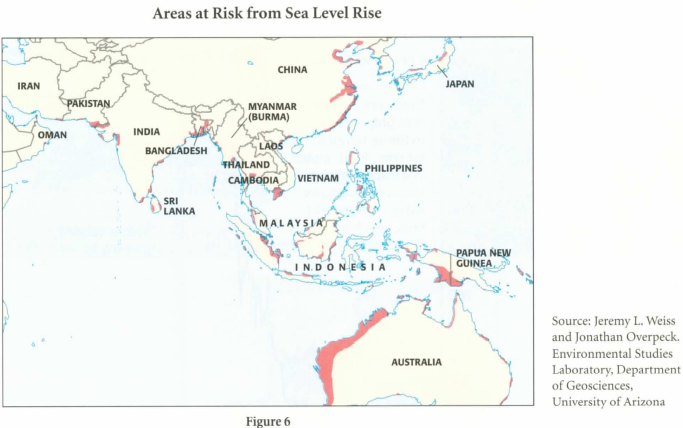 Areas at Risk from Sea Level Rise
CHINA
IRAN
JAPAN
PAKISTAN
MYANMAR
(BURMA)
OMAN
INDIA
BANGLADESH
LAOS
THAILAND
CAMBODIA
VIETNAM
PHILIPPINES
SRI
LANKA
MALAYSIA
PAPUA NEW
GUINEA
INDONESIA
AUSTRALIA
Source: Jeremy L. Weiss
and Jonathan Overpeck.
Environmental Studies
Laboratory, Department
of Geosciences,
University of Arizona
Figure 6